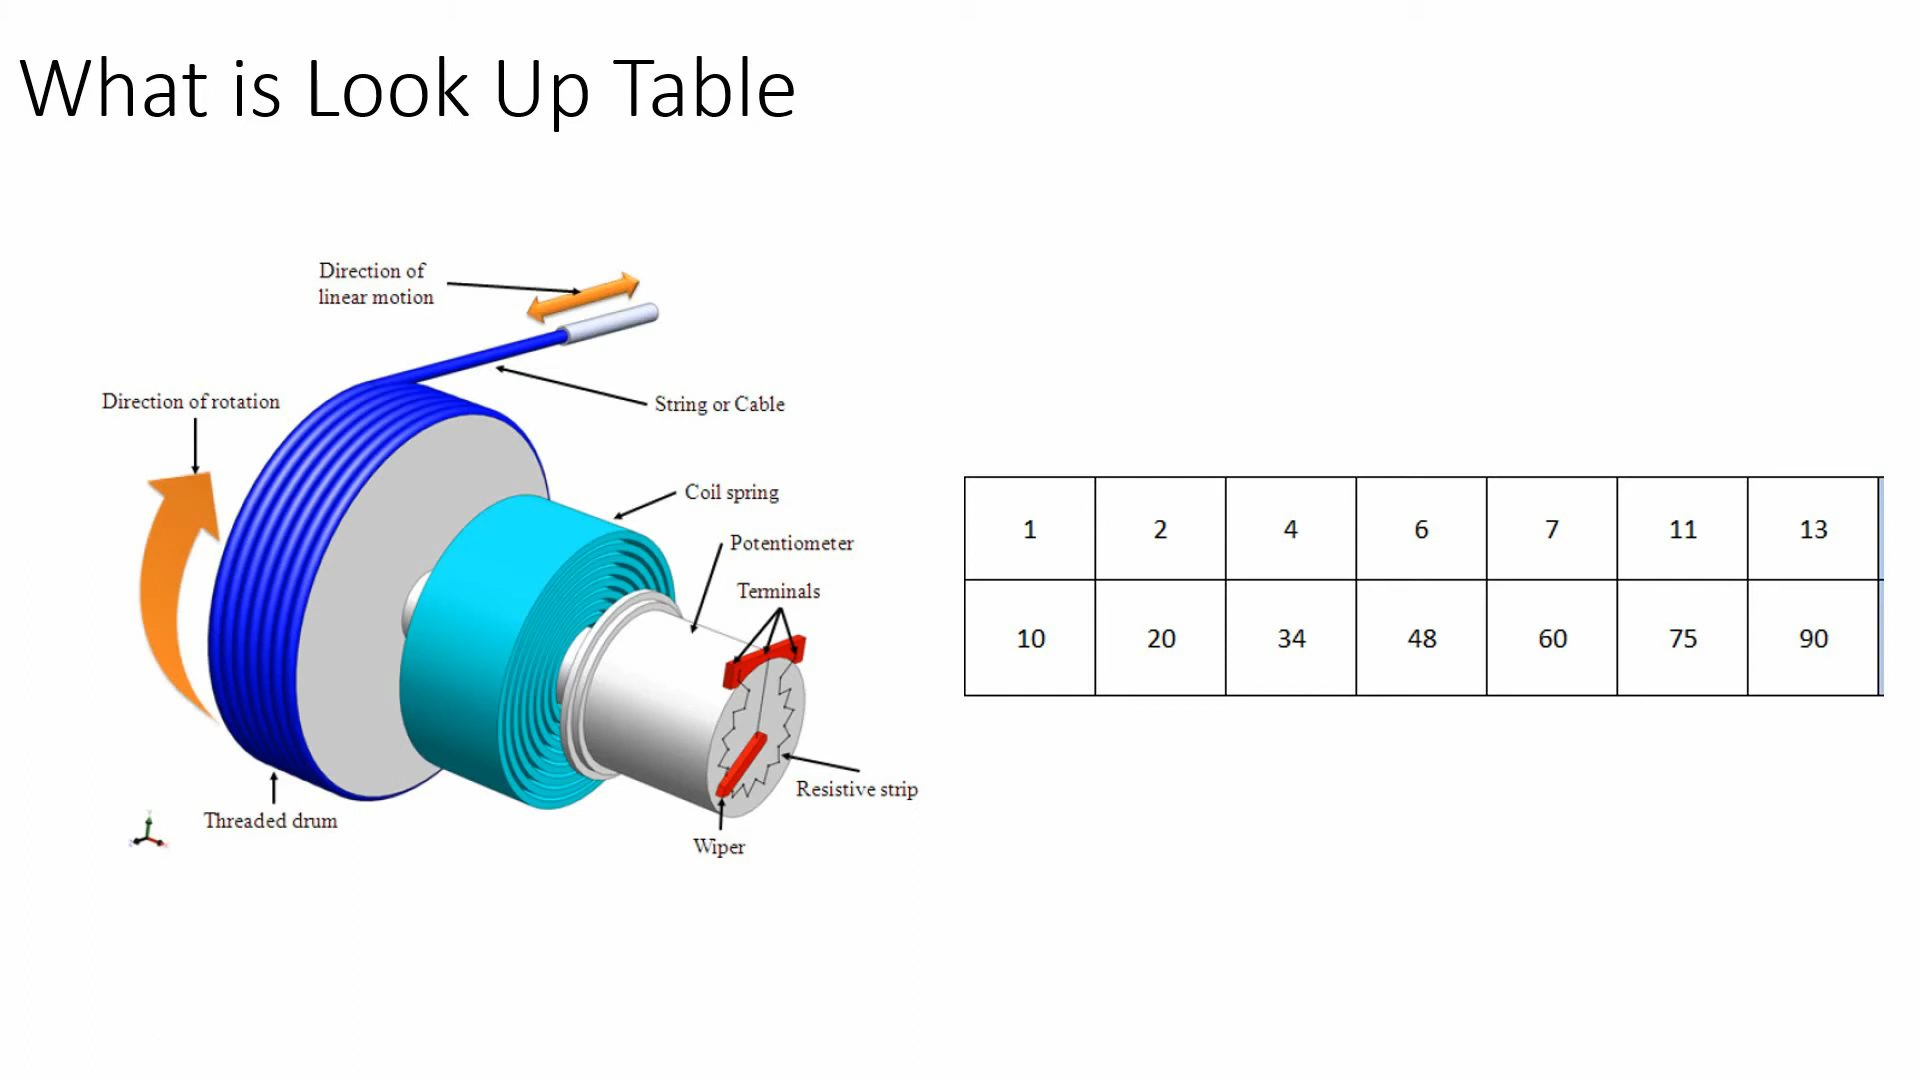 What is Look Up Table
Direction of
linear motion
Direction of rotation
String or Cable
Coil spring
Potentiometer
Terminals
Resistive strip
Threaded drum
Wiper
1 2 4 6 7 11 13
10 20 34 48 60 75 90